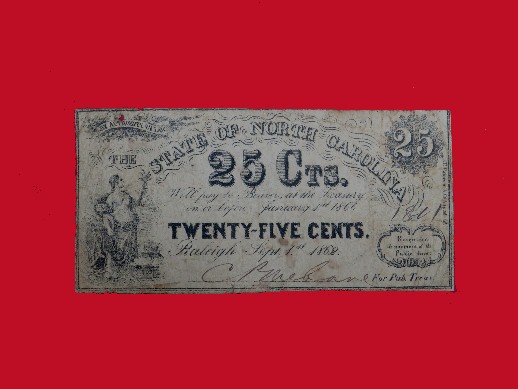 THE
STATE OF NORTH CAROLINA
25
25 CTS.
Will pay to Bearer, at the Treasury
on or before January 1st 1866
TWENTY-FIVE CENTS.
Raleigh Sept. 1st 1862.
Receivable
in payment of all
Public dues.
For Pub. Treas.